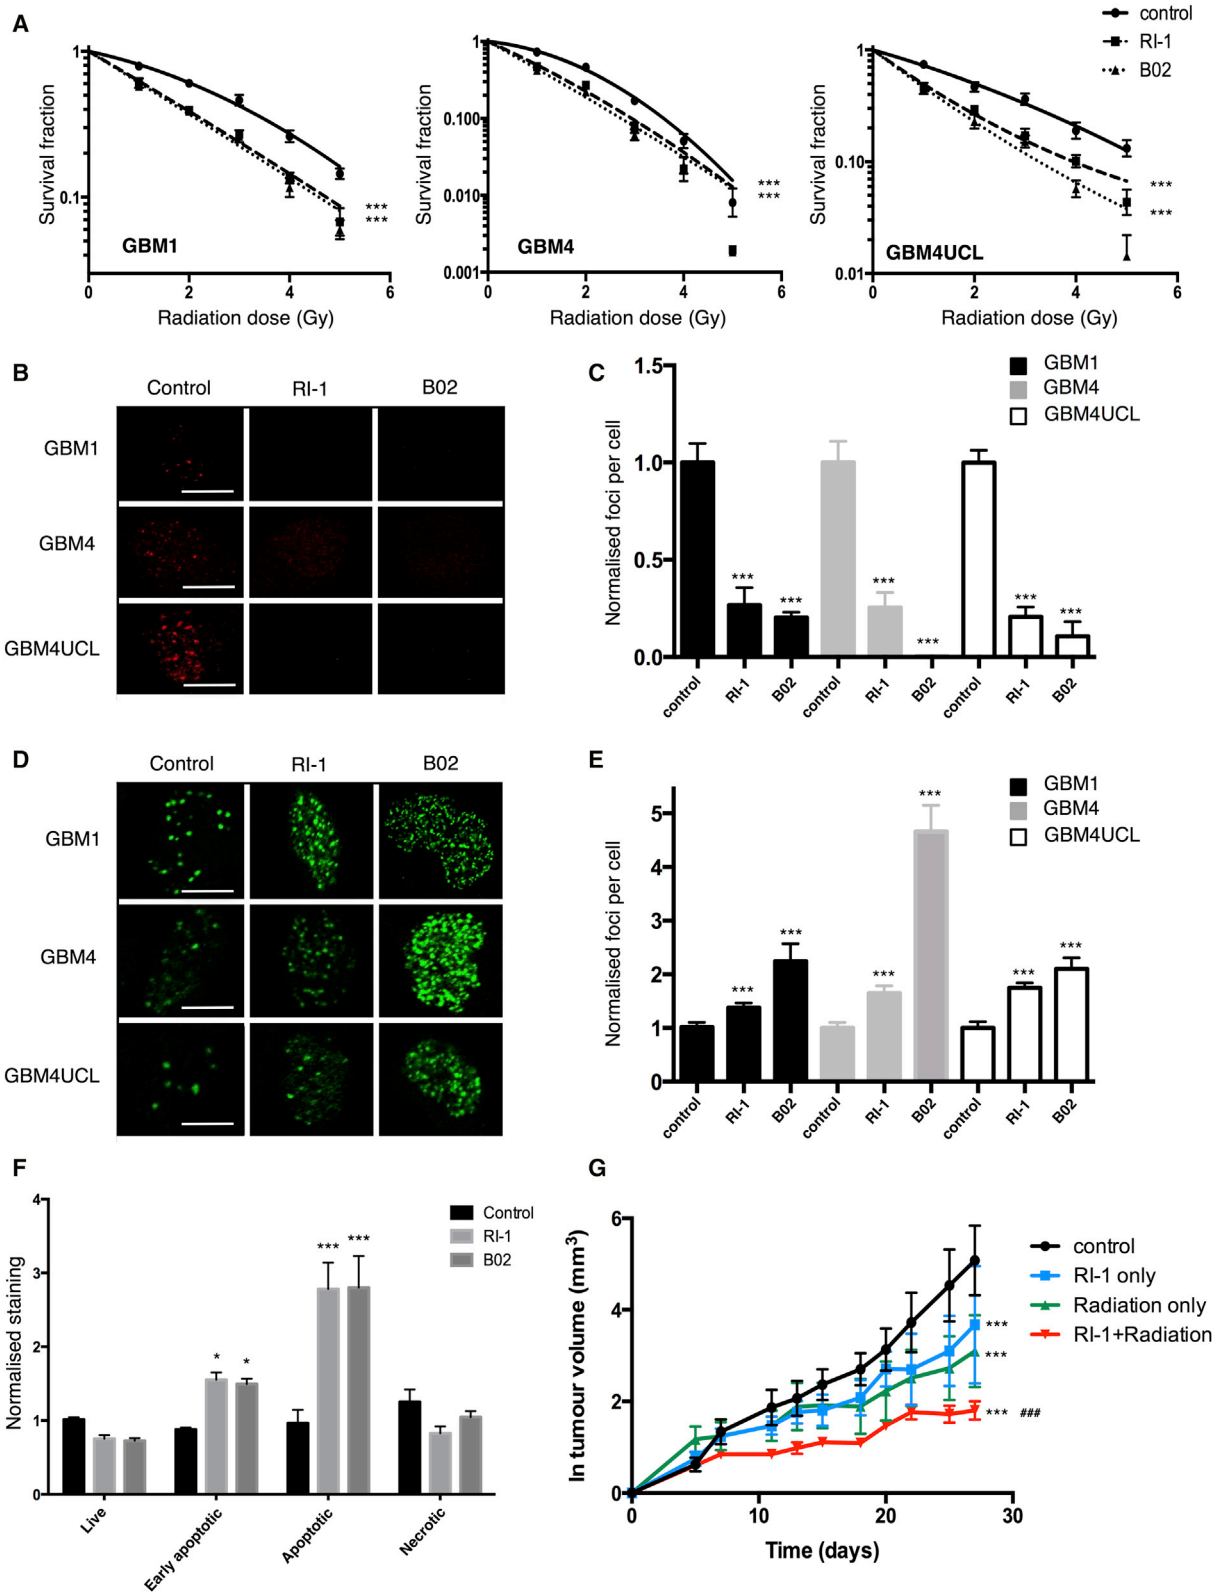 A
control
RI-1
B02
1
0.1
Survival fraction
GBM1
***
***
0 2 4 6
Radiation dose (Gy)
1
0.100
0.010
0.001
Survival fraction
GBM4
***
***
0 2 4 6
Radiation dose (Gy)
1
0.10
0.01
Survival fraction
GBM4UCL
***
***
0 2 4 6
Radiation dose (Gy)
B
Control RI-1 B02
GBM1
GBM4
GBM4UCL
C
GBM1
GBM4
GBM4UCL
1.5
1.0
0.5
0.0
Normalised foci per cell
*** *** *** *** *** ***
control RI-1 B02 control RI-1 B02 control RI-1 B02
D
Control RI-1 B02
GBM1
GBM4
GBM4UCL
E
GBM1
GBM4
GBM4UCL
5
4
3
2
1
0
Normalised foci per cell
*** *** *** *** *** ***
control RI-1 B02 control RI-1 B02 control RI-1 B02
F
Control
RI-1
B02
4
3
2
1
0
Normalised staining
* * *** ***
Live Early apoptotic Apoptotic Necrotic
G
control
RI-1 only
Radiation only
RI-1+Radiation
6
4
2
0
ln tumour volume (mm³)
***
***
*** ###
0 10 20 30
Time (days)